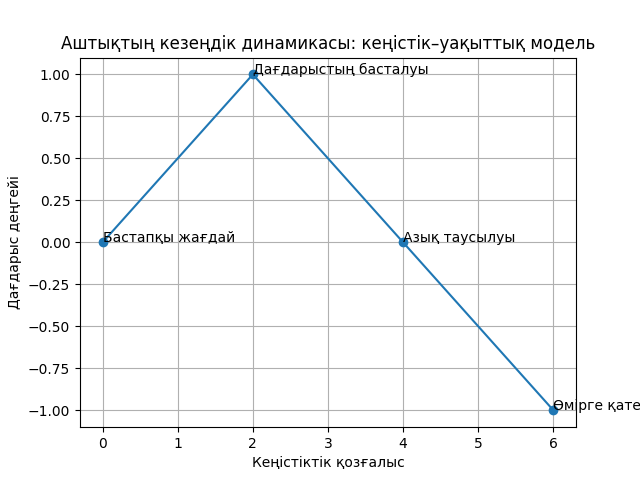 Аштықтың кезеңдік динамикасы: кеңістік–уақыттық модель
1.00
0.75
0.50
0.25
0.00
−0.25
−0.50
−0.75
−1.00
Дағдарыс деңгейі
Дағдарыстың басталуы
Бастапқы жағдай
Азық таусылуы
Өмірге қате
0 1 2 3 4 5 6
Кеңістіктік қозғалыс